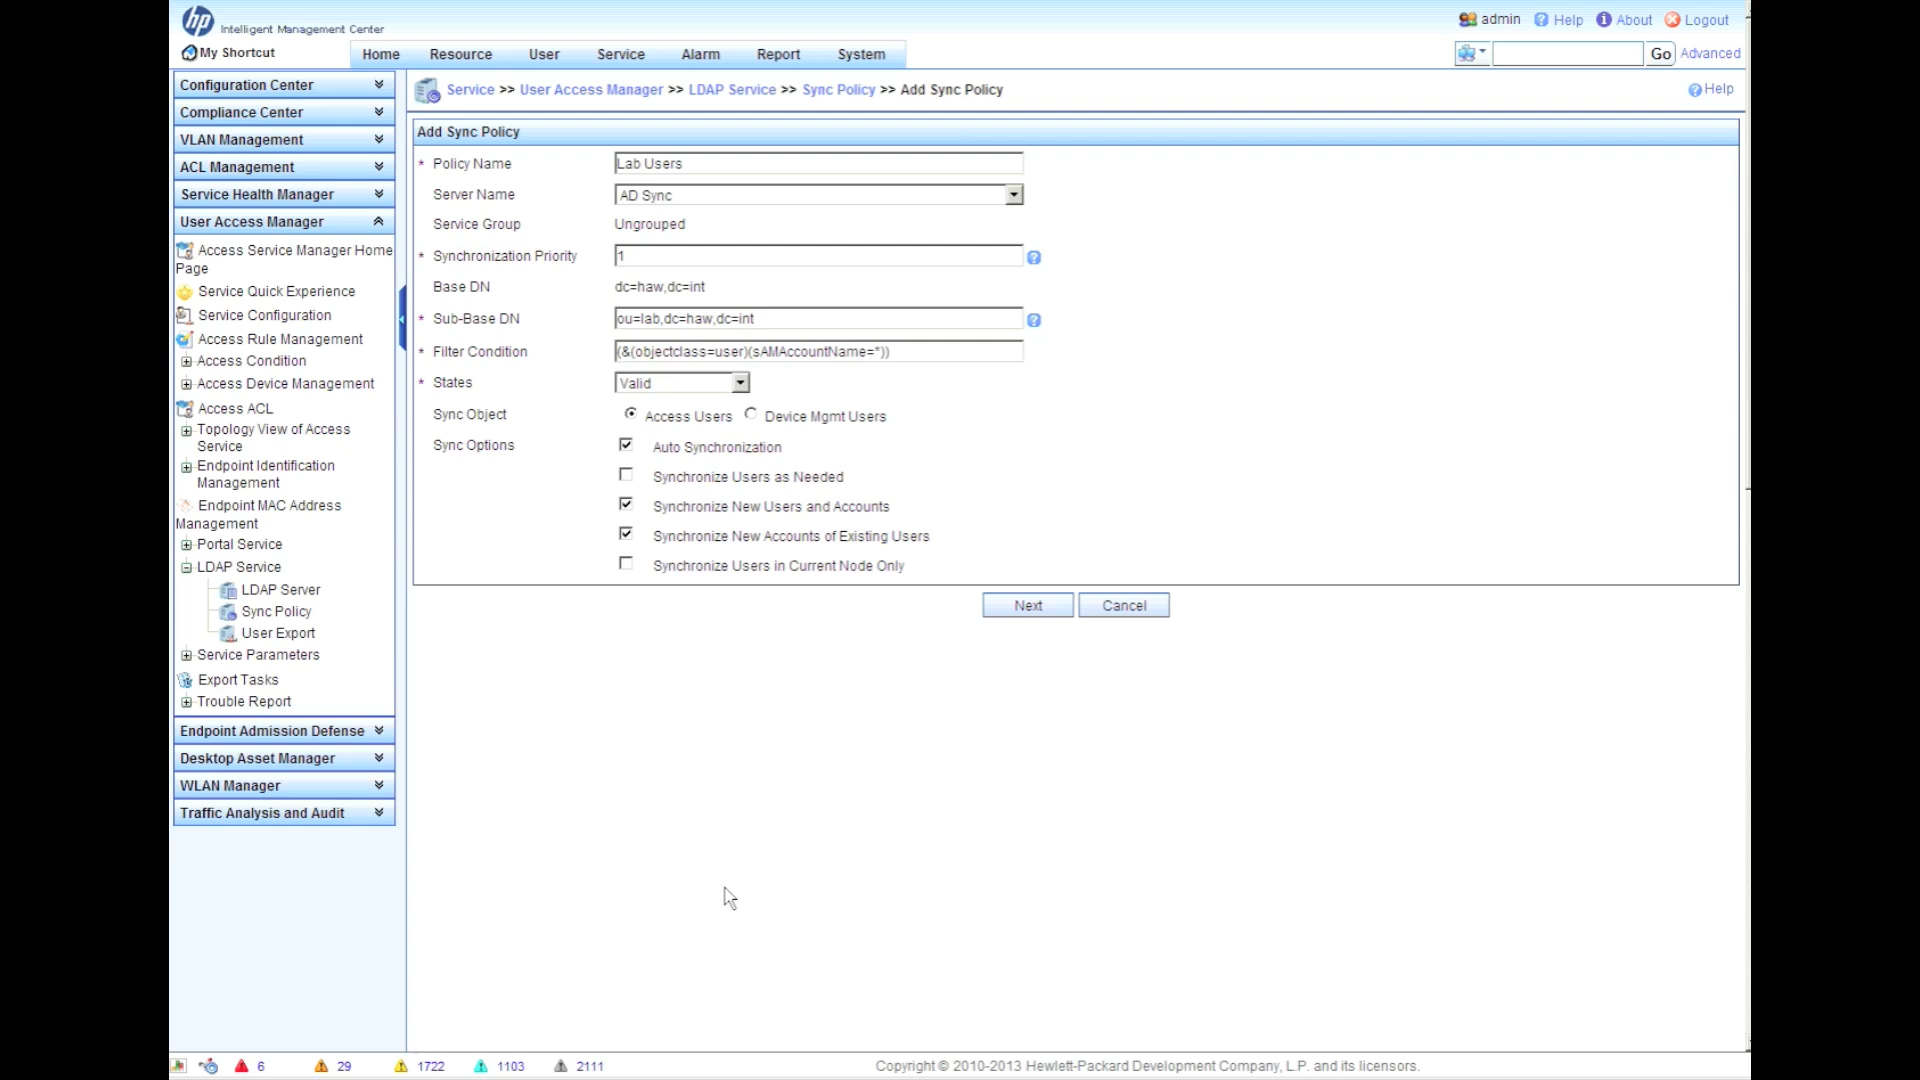 hp Intelligent Management Center
admin Help About Logout
My Shortcut
Home Resource User Service Alarm Report System
Go Advanced
Configuration Center
Compliance Center
VLAN Management
ACL Management
Service Health Manager
User Access Manager
Access Service Manager Home
Page
Service Quick Experience
Service Configuration
Access Rule Management
Access Condition
Access Device Management
Access ACL
Topology View of Access
Service
Endpoint Identification
Management
Endpoint MAC Address
Management
Portal Service
LDAP Service
LDAP Server
Sync Policy
User Export
Service Parameters
Export Tasks
Trouble Report
Endpoint Admission Defense
Desktop Asset Manager
WLAN Manager
Traffic Analysis and Audit
Service >> User Access Manager >> LDAP Service >> Sync Policy >> Add Sync Policy
Help
Add Sync Policy
* Policy Name Lab Users
Server Name AD Sync
Service Group Ungrouped
* Synchronization Priority 1
Base DN dc=haw,dc=int
* Sub-Base DN ou=lab,dc=haw,dc=int
* Filter Condition (&(objectclass=user)(sAMAccountName=*))
* States Valid
Sync Object Access Users Device Mgmt Users
Sync Options Auto Synchronization
Synchronize Users as Needed
Synchronize New Users and Accounts
Synchronize New Accounts of Existing Users
Synchronize Users in Current Node Only
Next Cancel
6 29 1722 1103 2111
Copyright © 2010-2013 Hewlett-Packard Development Company, L.P. and its licensors.